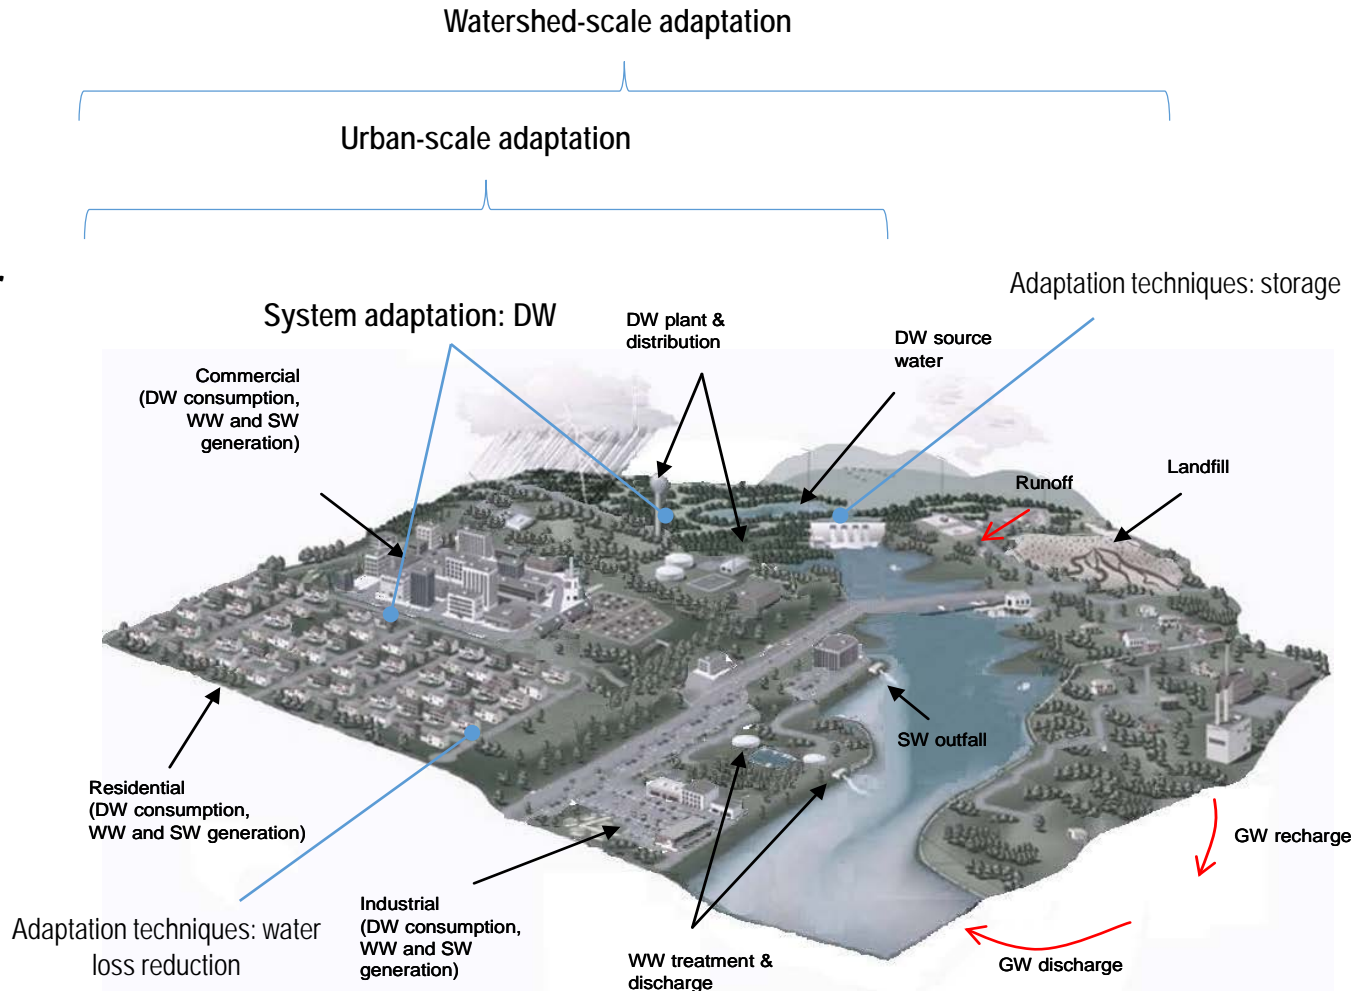 Watershed-scale adaptation
Urban-scale adaptation
Adaptation techniques: storage
System adaptation: DW
DW plant &
distribution
DW source
water
Commercial
(DW consumption,
WW and SW
generation)
Runoff
Landfill
SW outfall
Residential
(DW consumption,
WW and SW generation)
GW recharge
Adaptation techniques: water
loss reduction
Industrial
(DW consumption,
WW and SW
generation)
WW treatment &
discharge
GW discharge